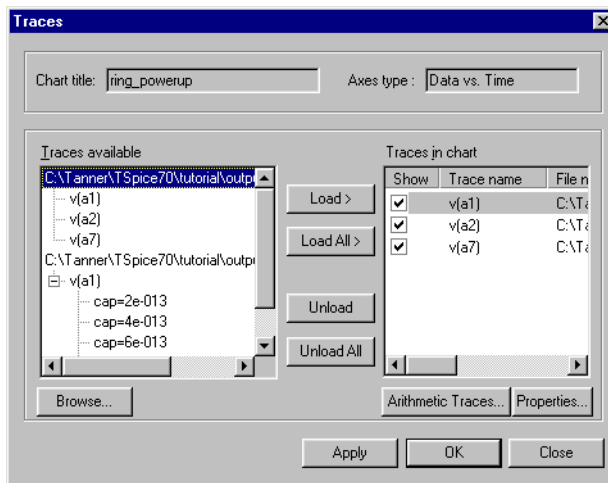 Traces
Chart title: ring_powerup Axes type : Data vs. Time
Traces available
C:\Tanner\TSpice70\tutorial\outpu
v(a1)
v(a2)
v(a7)
C:\Tanner\TSpice70\tutorial\outpu
v(a1)
cap=2e-013
cap=4e-013
cap=6e-013
Browse...
Load >
Load All >
Unload
Unload All
Traces in chart
Show Trace name File n
v(a1) C:\Ta
v(a2) C:\Ta
v(a7) C:\Ta
Arithmetic Traces... Properties...
Apply OK Close